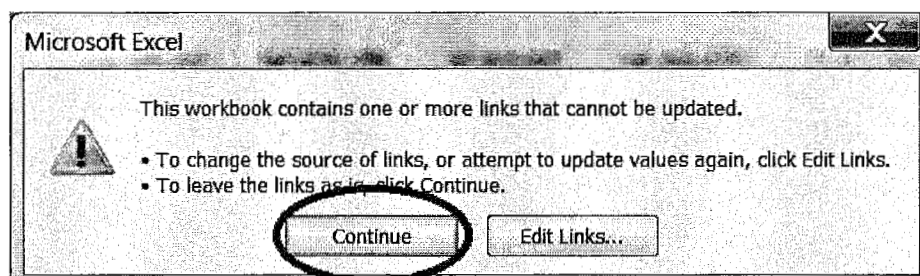 Microsoft Excel
This workbook contains one or more links that cannot be updated.
• To change the source of links, or attempt to update values again, click Edit Links.
• To leave the links as is, click Continue.
Continue
Edit Links...